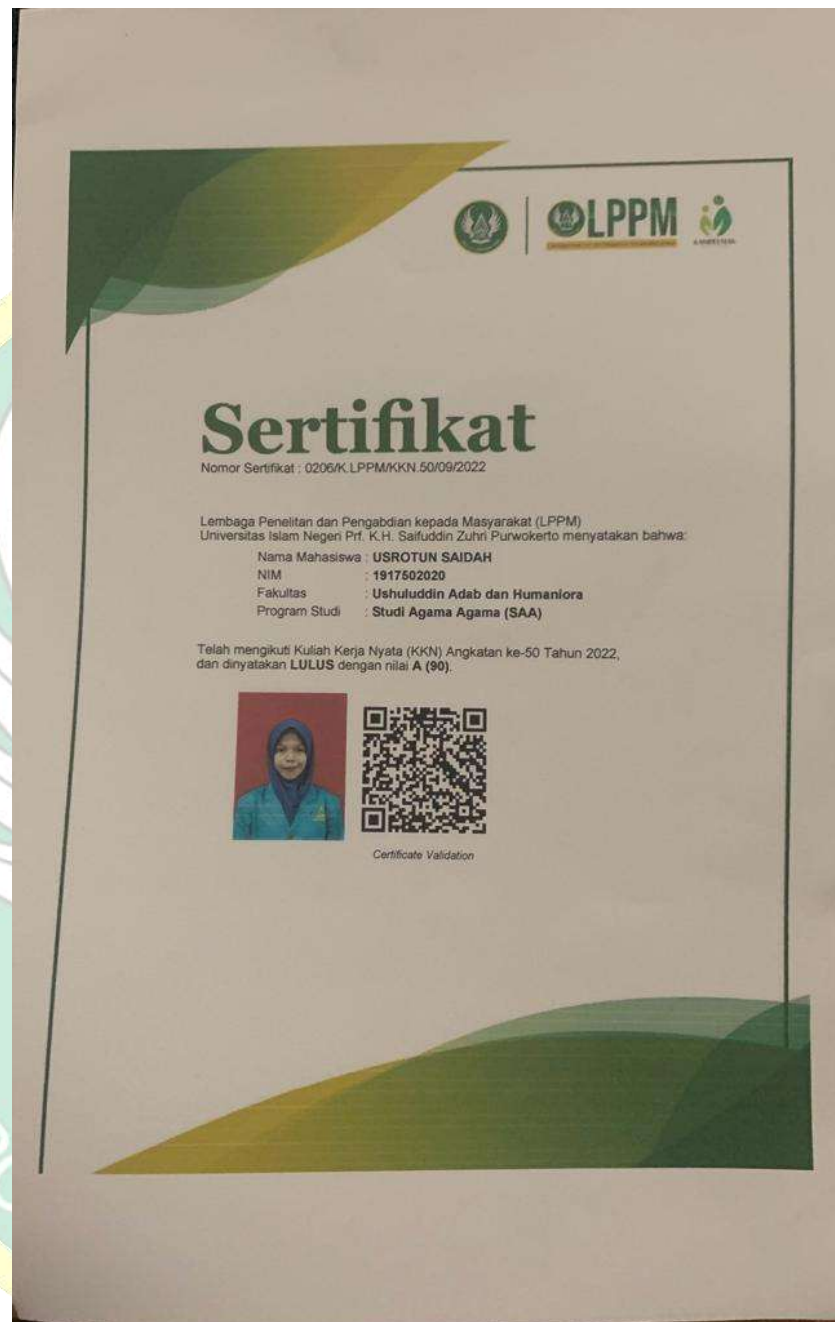 LPPM
Sertifikat
Nomor Sertifikat : 0206/K.LPPM/KKN.50/09/2022
Lembaga Penelitan dan Pengabdian kepada Masyarakat (LPPM)
Universitas Islam Negeri Prf. K.H. Saifuddin Zuhri Purwokerto menyatakan bahwa:
Nama Mahasiswa : USROTUN SAIDAH
NIM : 1917502020
Fakultas : Ushuluddin Adab dan Humaniora
Program Studi : Studi Agama Agama (SAA)
Telah mengikuti Kuliah Kerja Nyata (KKN) Angkatan ke-50 Tahun 2022,
dan dinyatakan LULUS dengan nilai A (90).
Certificate Validation